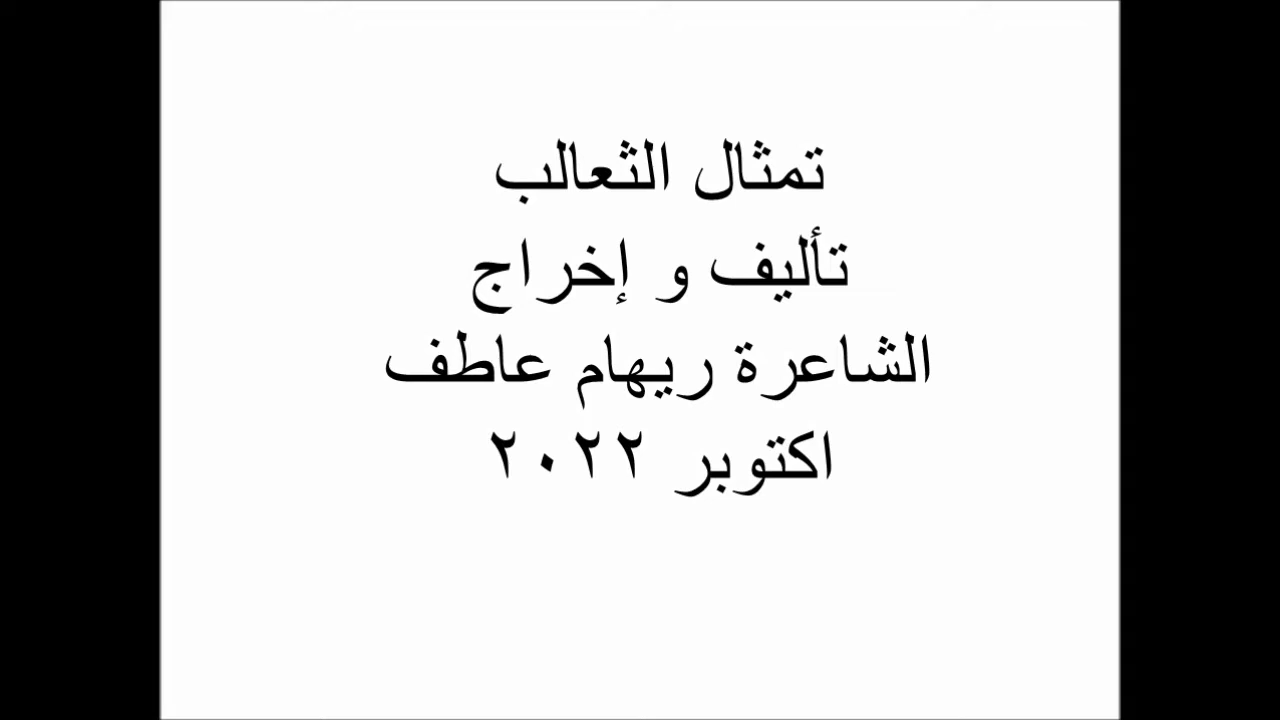 تمثال الثعالب
تأليف و إخراج
الشاعرة ريهام عاطف
اكتوبر ٢٠٢٢